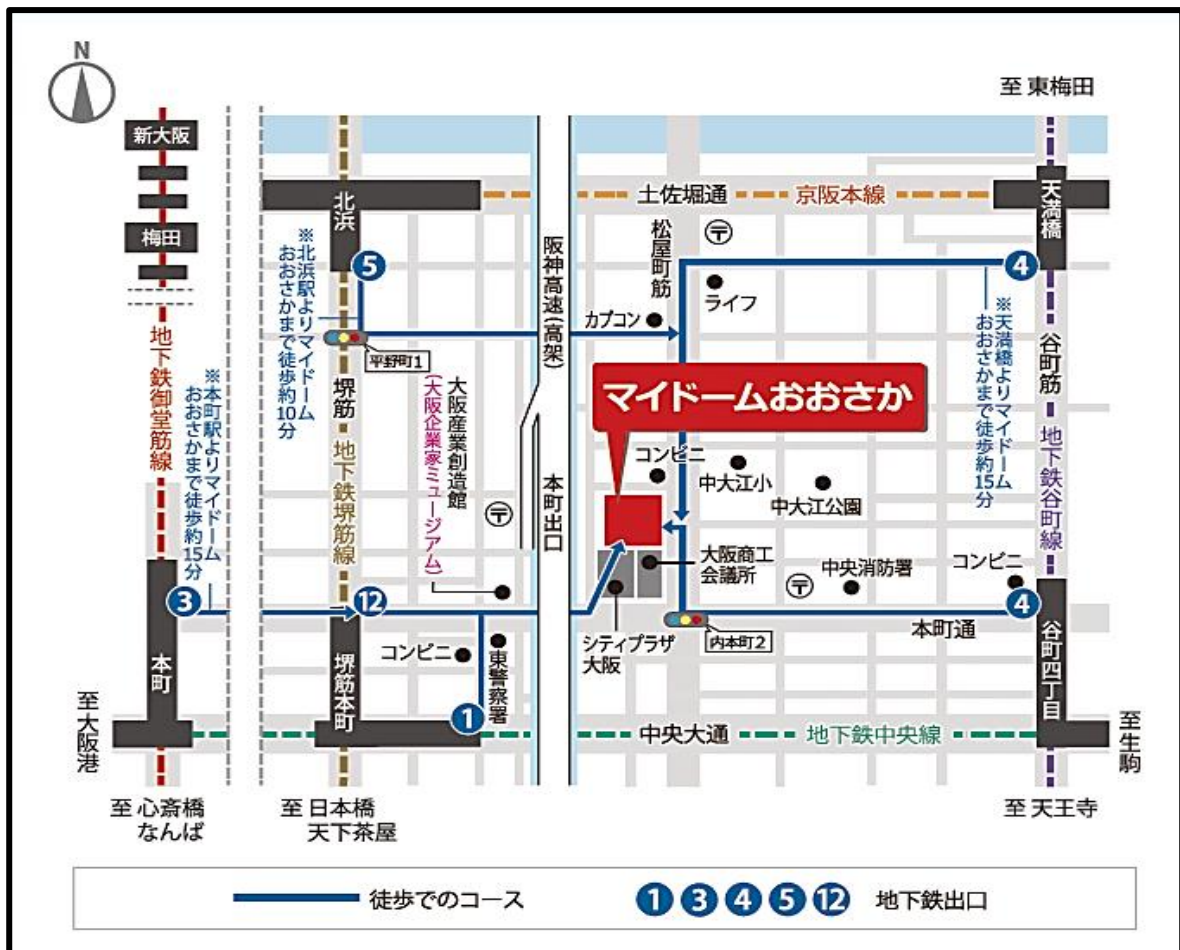 N
至 東梅田
新大阪
梅田
北浜
土佐堀通
京阪本線
天満橋
松屋町筋
〒
5
4
ライフ
カプコン
阪神高速(高架)
平野町1
※北浜駅よりマイドーム
おおさかまで徒歩約10分
※天満橋よりマイドーム
おおさかまで徒歩約15分
谷町筋
地下鉄谷町線
地下鉄御堂筋線
※本町駅よりマイドーム
おおさかまで徒歩約15分
堺筋
地下鉄堺筋線
大阪産業創造館
(大阪企業家ミュージアム)
マイドームおおさか
コンビニ
中大江小
中大江公園
〒
本町出口
大阪商工
会議所
〒
中央消防署
コンビニ
3
12
4
シティプラザ
大阪
内本町2
本町通
本町
コンビニ
東警察署
堺筋本町
1
谷町四丁目
至 大阪港
中央大通
地下鉄中央線
至 生駒
至 心斎橋
なんば
至 日本橋
天下茶屋
至 天王寺
徒歩でのコース
1 3 4 5 12 地下鉄出口